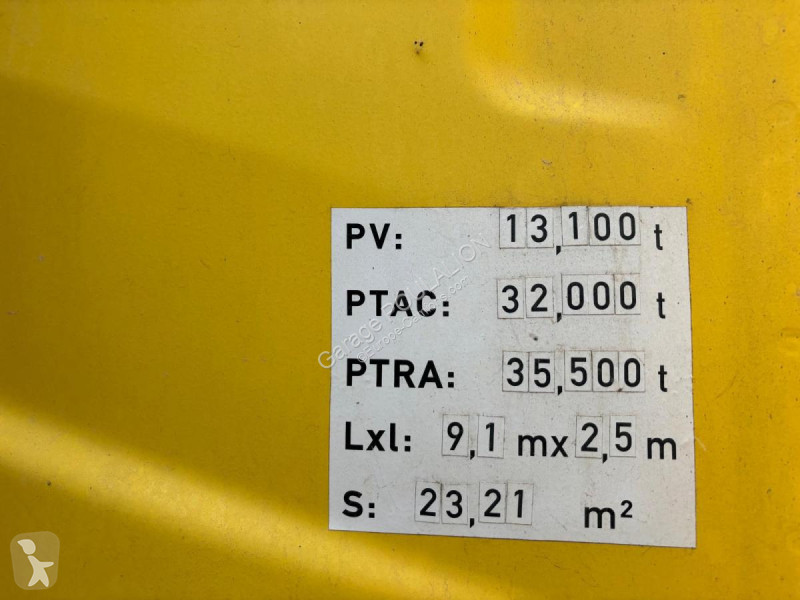 PV: 13,100 t
PTAC: 32,000 t
PTRA: 35,500 t
Lxl: 9,1 mx 2,5 m
S: 23,21 m²